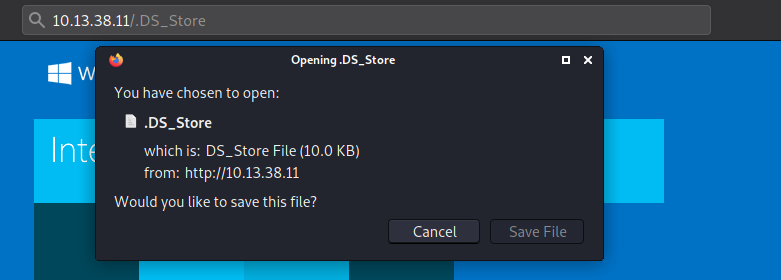 10.13.38.11/.DS_Store
Opening .DS_Store
W
You have chosen to open:
.DS_Store
Inte
which is: DS_Store File (10.0 KB)
from: http://10.13.38.11
Would you like to save this file?
Cancel Save File